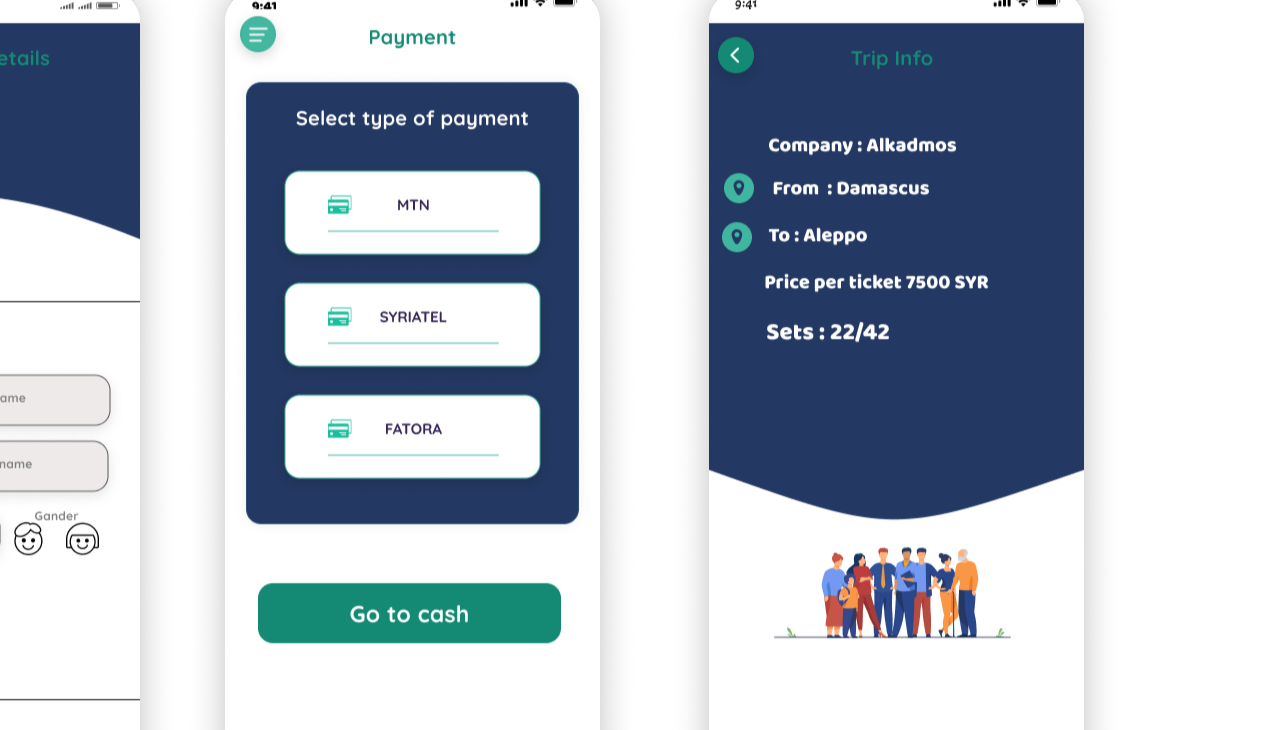 etails
ame
name
Gander
9:41
Payment
Select type of payment
MTN
SYRIATEL
FATORA
Go to cash
9:41
Trip Info
Company : Alkadmos
From : Damascus
To : Aleppo
Price per ticket 7500 SYR
Sets : 22/42